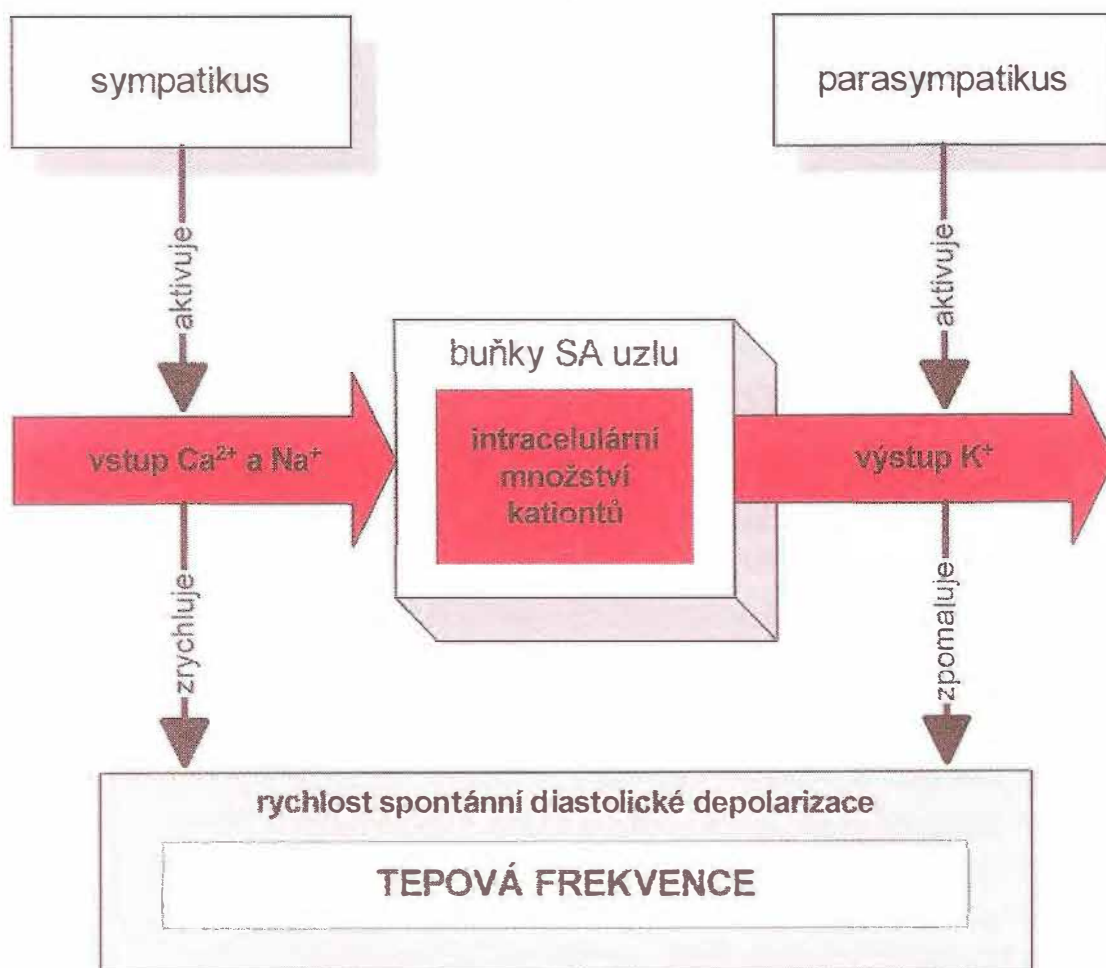 sympatikus
parasympatikus
aktivuje
aktivuje
buňky SA uzlu
vstup Ca²⁺ a Na⁺
intracelulární
množství
kationtů
výstup K⁺
zrychluje
zpomaluje
rychlost spontánní diastolické depolarizace
TEPOVÁ FREKVENCE